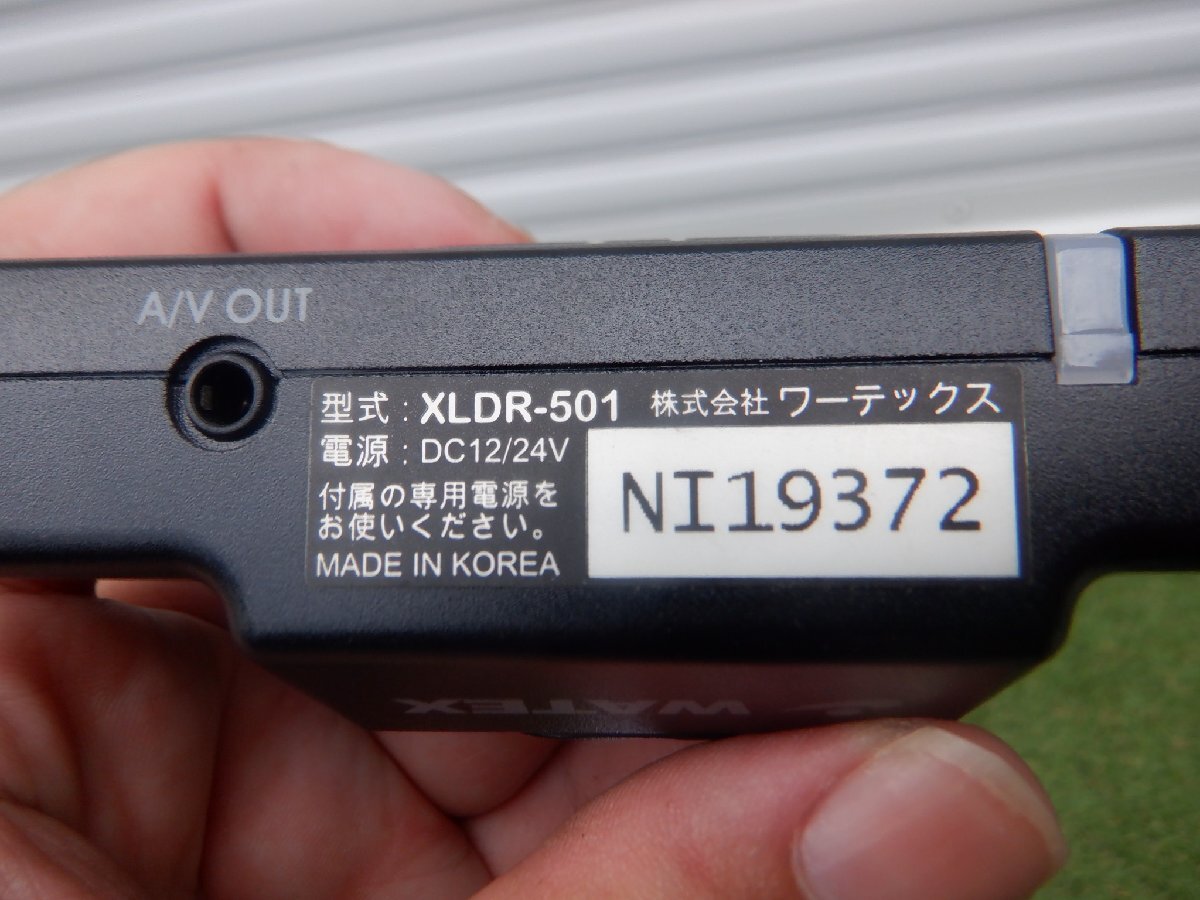 A/V OUT
型式 : XLDR-501 株式会社 ワーテックス
電源 : DC12/24V
付属の専用電源を
お使いください。
MADE IN KOREA
NI19372
WATEX